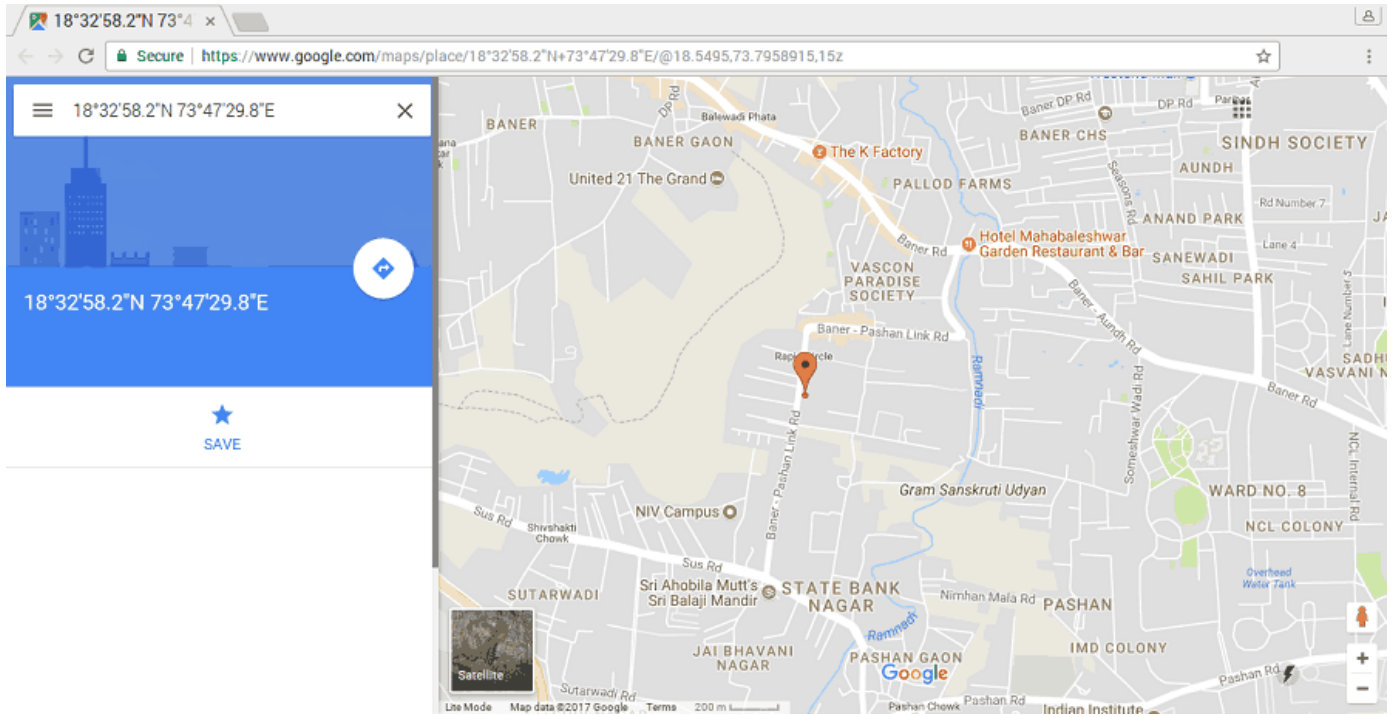 18°32'58.2"N 73°4
Secure
https://www.google.com/maps/place/18°32'58.2"N+73°47'29.8"E/@18.5495,73.7958915,15z
18°32'58.2"N 73°47'29.8"E
18°32'58.2"N 73°47'29.8"E
SAVE
BANER
DP Rd
Balewadi Phata
BANER GAON
The K Factory
United 21 The Grand
PALLOD FARMS
Baner DP Rd
DP Rd
BANER CHS
SINDH SOCIETY
AUNDH
Seasons Rd
ANAND PARK
Rd Number 7
Hotel Mahabaleshwar
Garden Restaurant & Bar
Baner Rd
SANEWADI
Lane 4
SAHIL PARK
VASCON
PARADISE
SOCIETY
Baner - Aundh Rd
Lane Number 5
Baner - Pashan Link Rd
Ramnadi
VASVANI N
Baner Rd
Someshwar Wadi Rd
Baner - Pashan Link Rd
NCL Internal Rd
Gram Sanskruti Udyan
WARD NO. 8
NCL COLONY
NIV Campus
Sus Rd
Shivshakti
Chowk
Sus Rd
Overhead
Water Tank
SUTARWADI
Sri Ahobila Mutt's
Sri Balaji Mandir
STATE BANK
NAGAR
Nimhan Mala Rd
PASHAN
Ramnadi
IMD COLONY
JAI BHAVANI
NAGAR
PASHAN GAON
Google
Pashan Rd
Satellite
Sutarwadi Rd
Pashan Chowk
Pashan Rd
Indian Institute
Lite Mode
Map data ©2017 Google
Terms
200 m